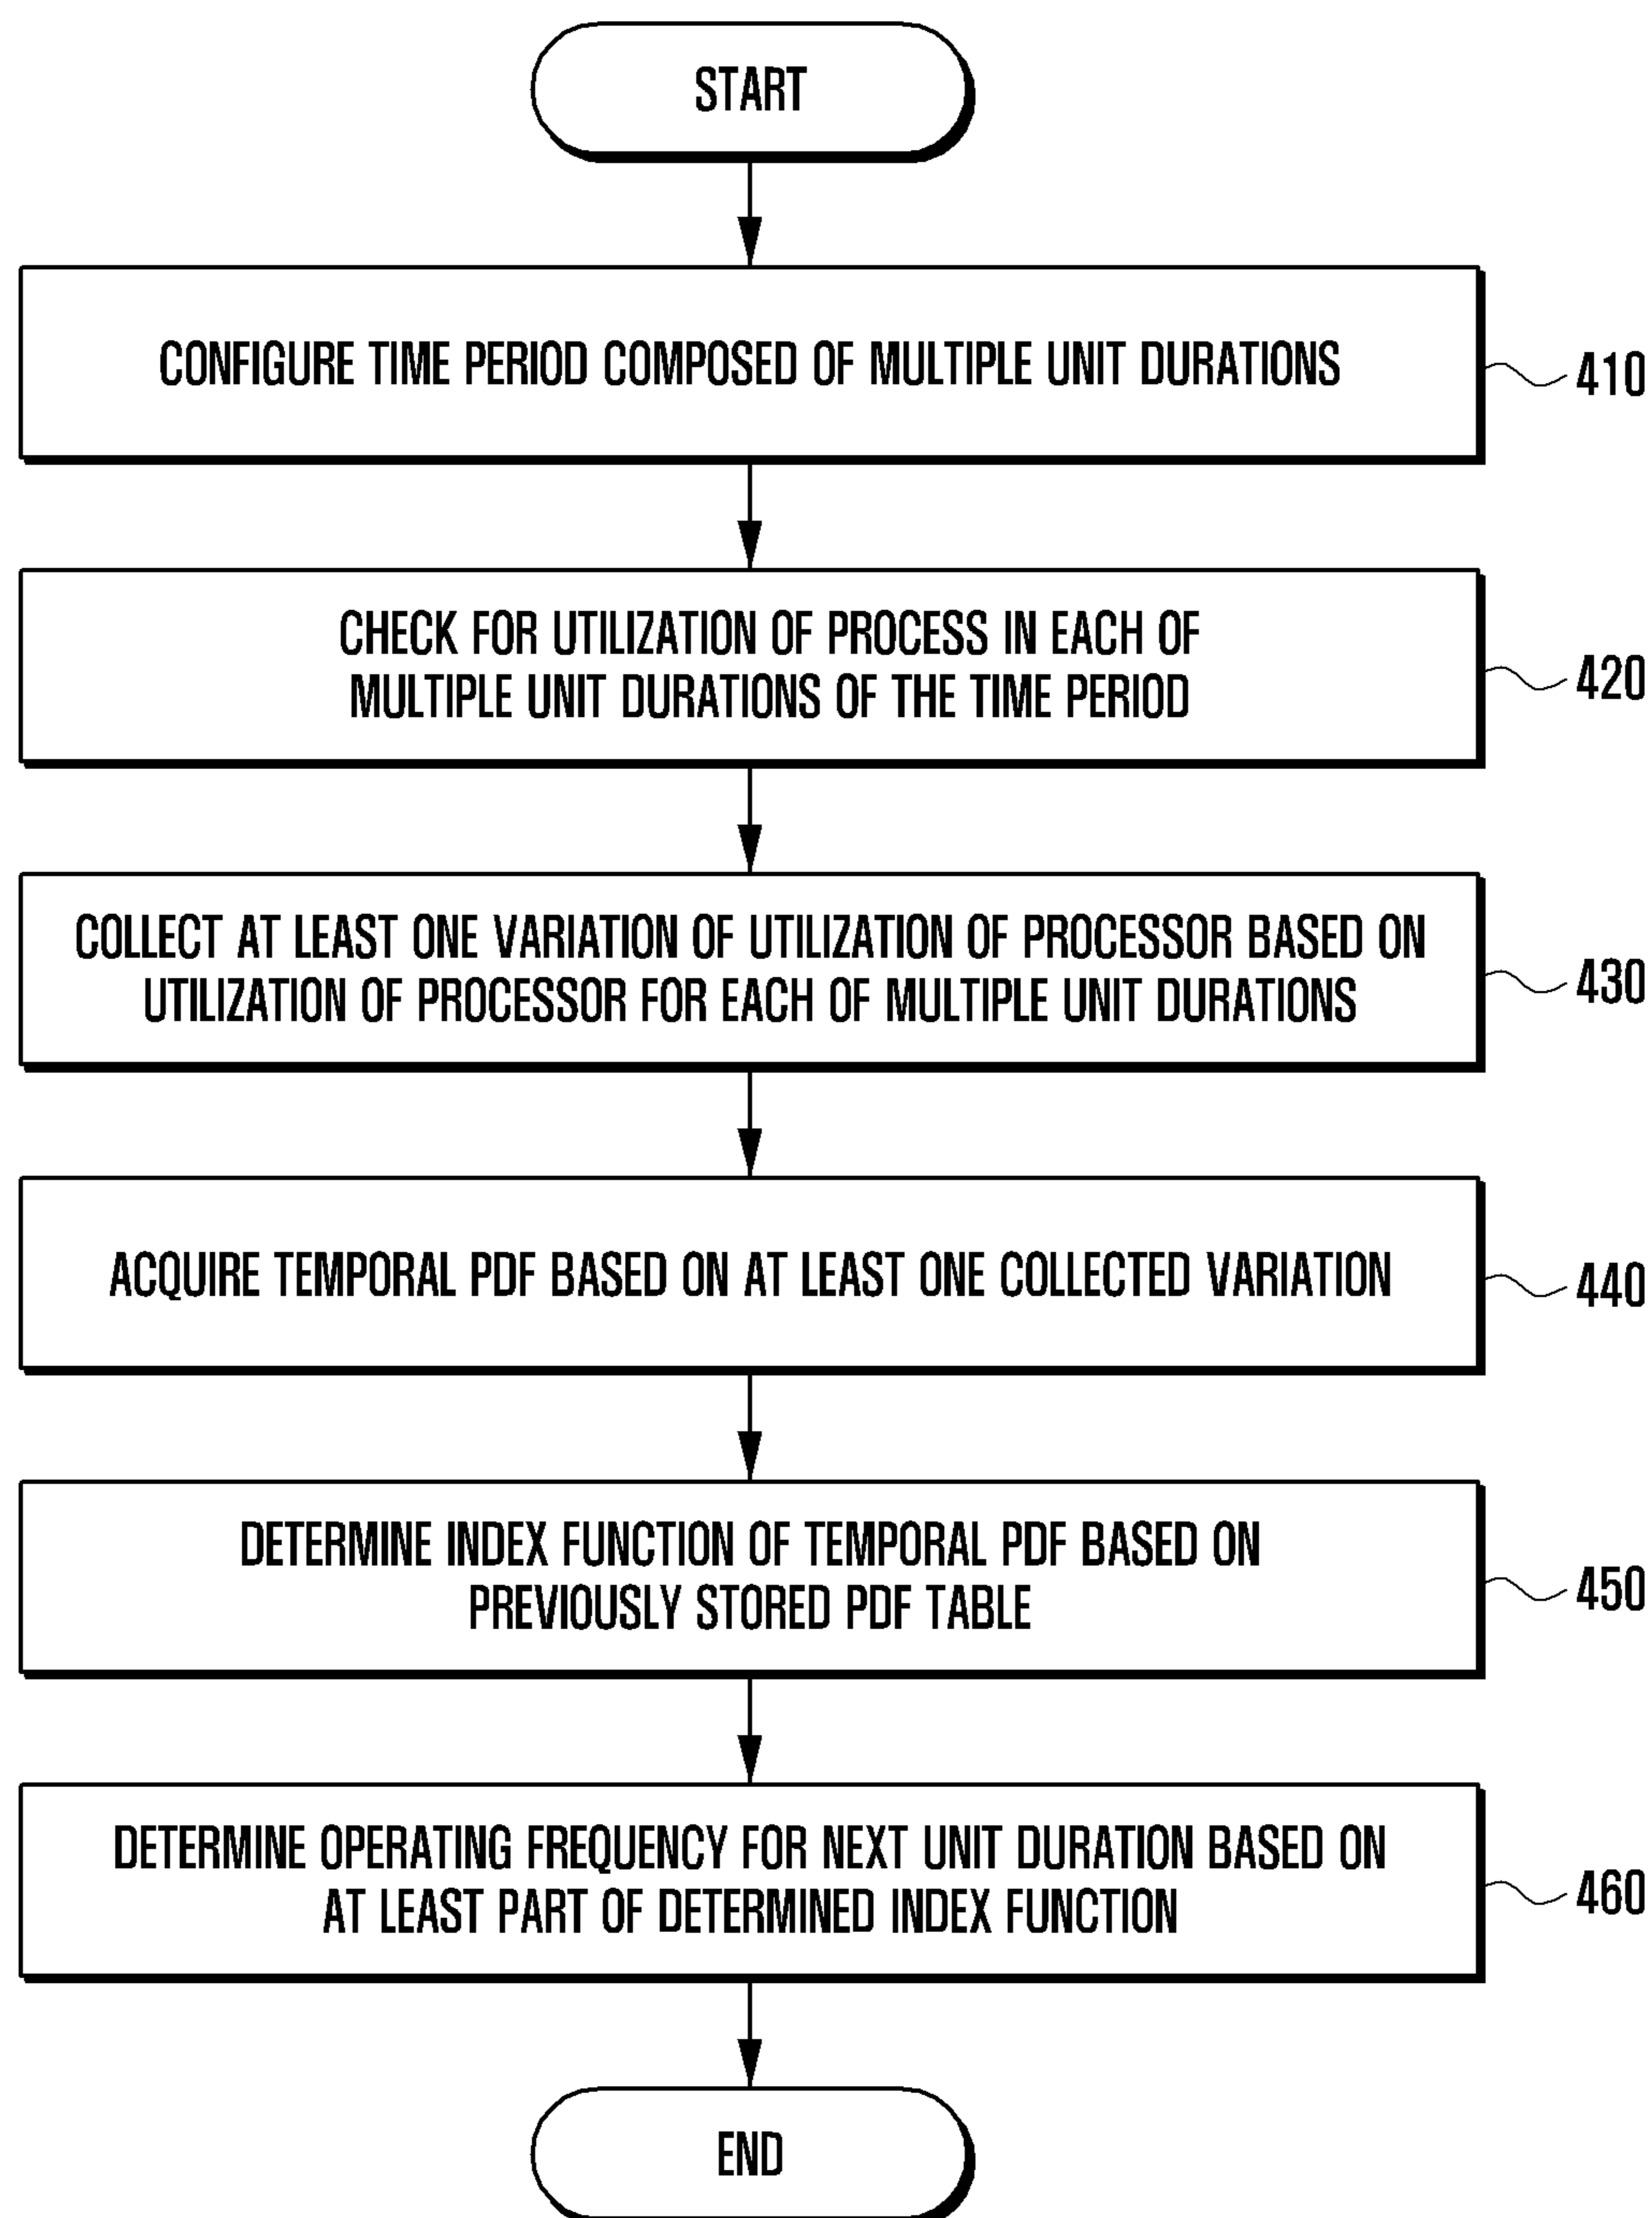 START
CONFIGURE TIME PERIOD COMPOSED OF MULTIPLE UNIT DURATIONS
410
CHECK FOR UTILIZATION OF PROCESS IN EACH OF
MULTIPLE UNIT DURATIONS OF THE TIME PERIOD
420
COLLECT AT LEAST ONE VARIATION OF UTILIZATION OF PROCESSOR BASED ON
UTILIZATION OF PROCESSOR FOR EACH OF MULTIPLE UNIT DURATIONS
430
ACQUIRE TEMPORAL PDF BASED ON AT LEAST ONE COLLECTED VARIATION
440
DETERMINE INDEX FUNCTION OF TEMPORAL PDF BASED ON
PREVIOUSLY STORED PDF TABLE
450
DETERMINE OPERATING FREQUENCY FOR NEXT UNIT DURATION BASED ON
AT LEAST PART OF DETERMINED INDEX FUNCTION
460
END